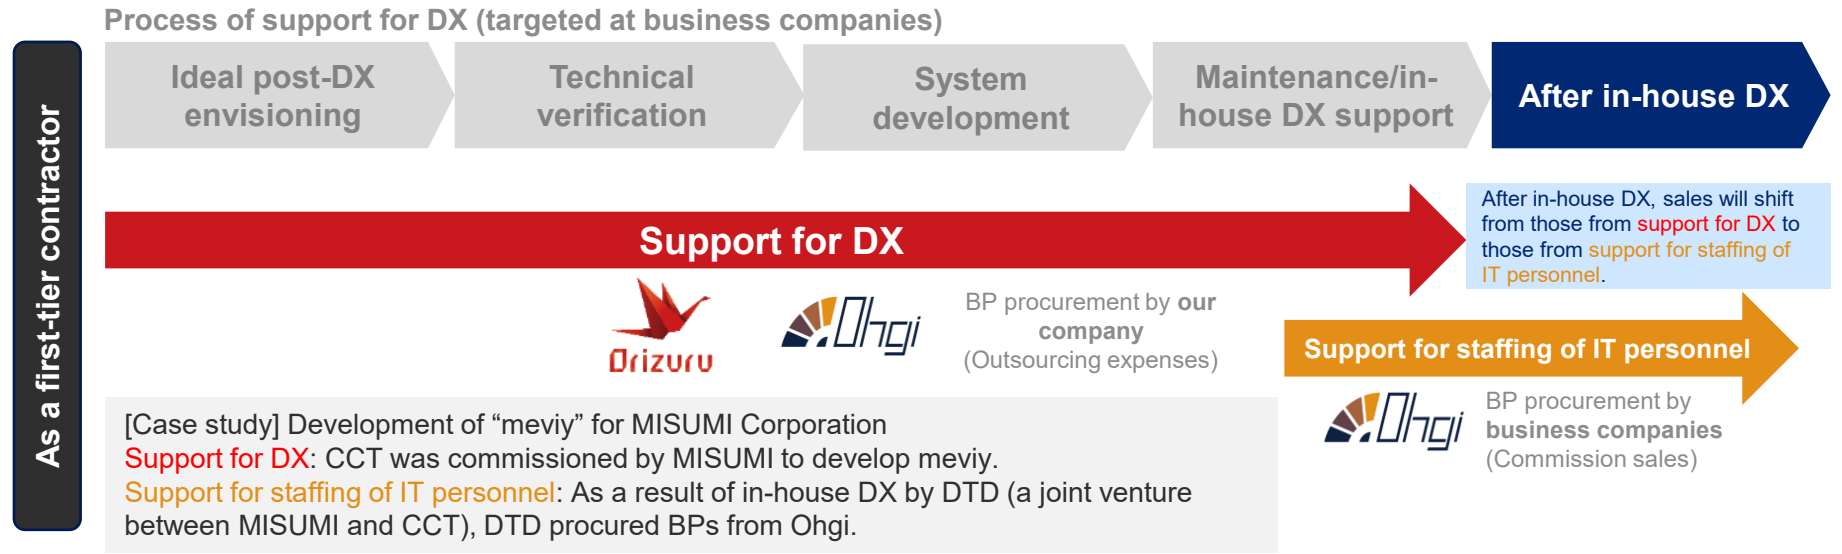 Process of support for DX (targeted at business companies)
As a first-tier contractor
Ideal post-DX
envisioning
Technical
verification
System
development
Maintenance/in-
house DX support
After in-house DX
Support for DX
After in-house DX, sales will shift
from those from support for DX to
those from support for staffing of
IT personnel.
Orizuru
Ohgi
BP procurement by our
company
(Outsourcing expenses)
Support for staffing of IT personnel
Ohgi
BP procurement by
business companies
(Commission sales)
[Case study] Development of “meviy” for MISUMI Corporation
Support for DX: CCT was commissioned by MISUMI to develop meviy.
Support for staffing of IT personnel: As a result of in-house DX by DTD (a joint venture
between MISUMI and CCT), DTD procured BPs from Ohgi.